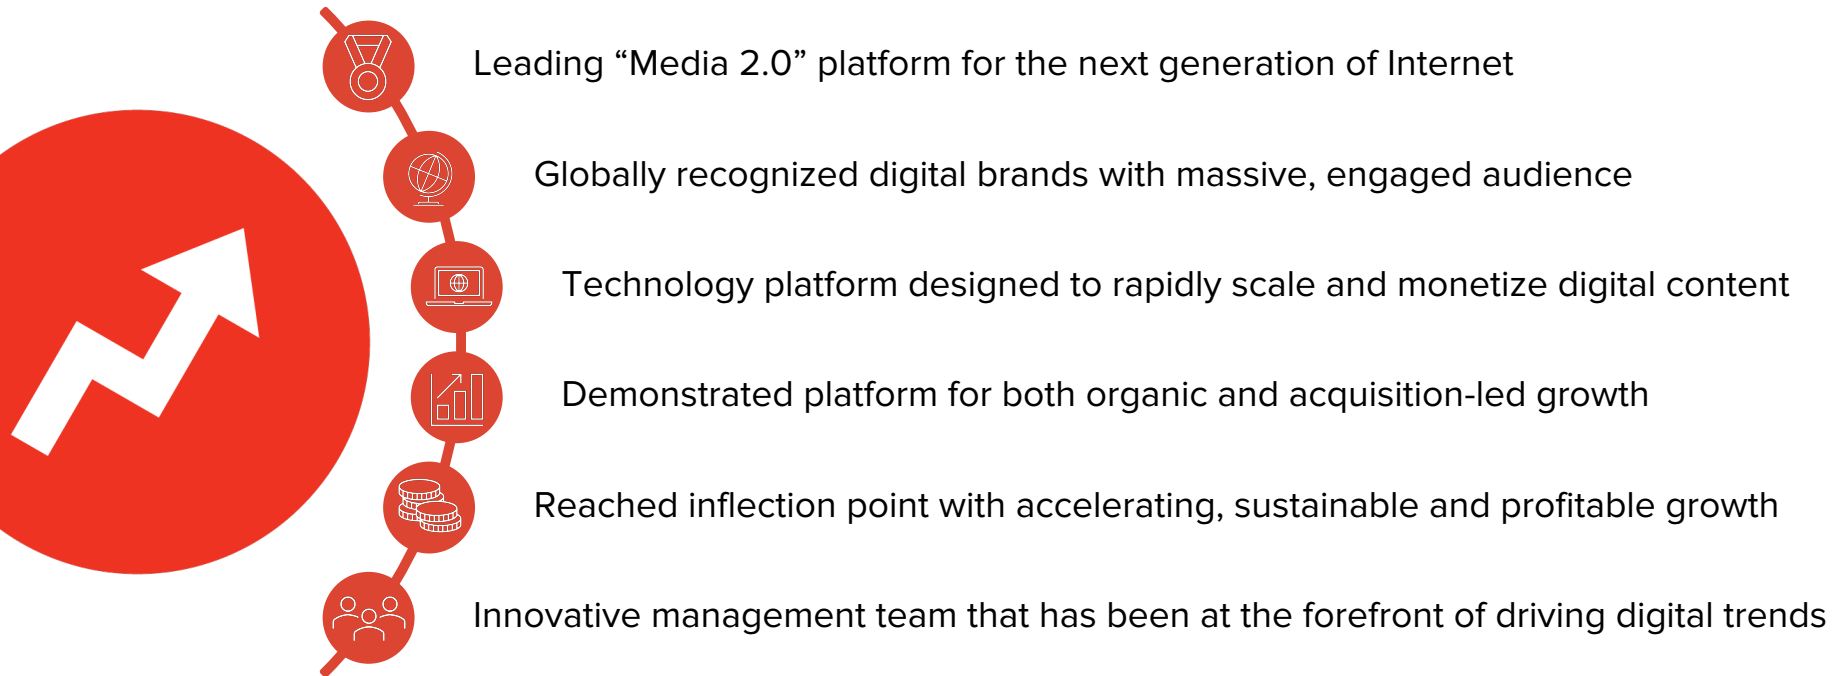 Leading “Media 2.0” platform for the next generation of Internet
Globally recognized digital brands with massive, engaged audience
Technology platform designed to rapidly scale and monetize digital content
Demonstrated platform for both organic and acquisition-led growth
Reached inflection point with accelerating, sustainable and profitable growth
Innovative management team that has been at the forefront of driving digital trends